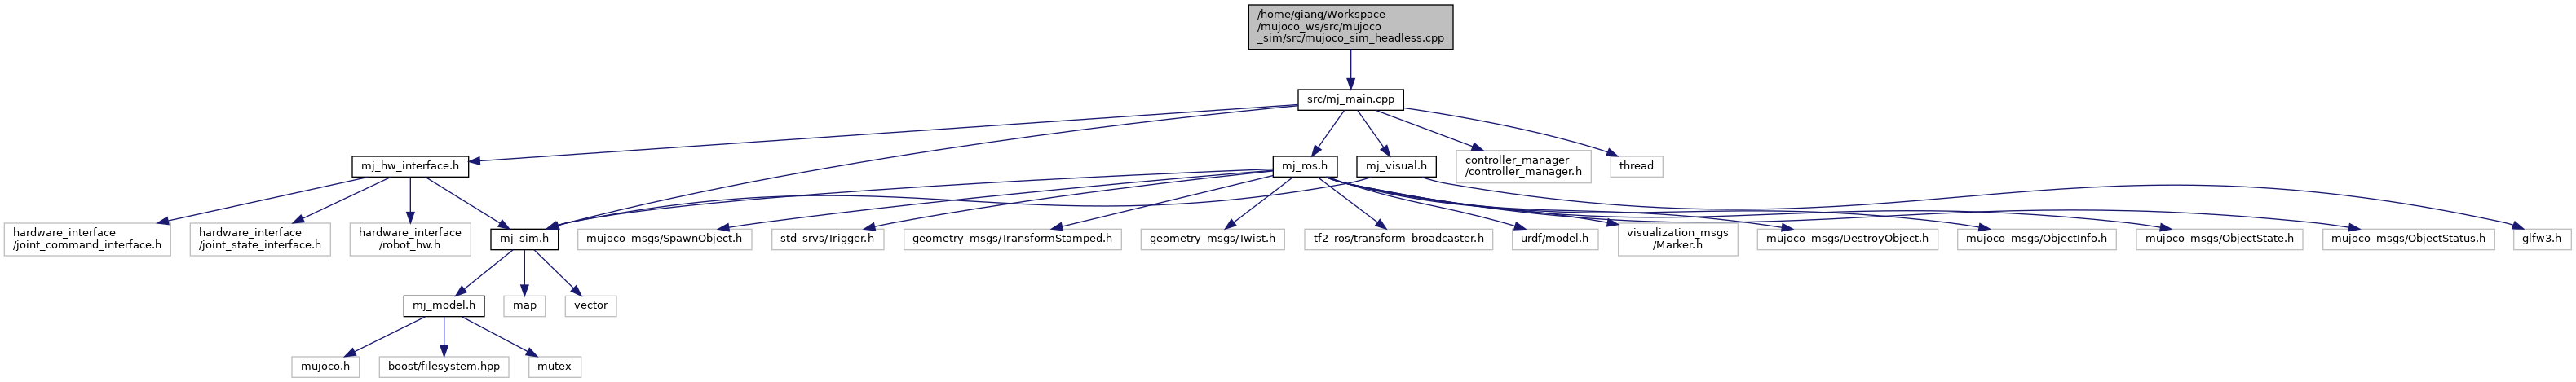 /home/giang/Workspace
/mujoco_ws/src/mujoco
_sim/src/mujoco_sim_headless.cpp
src/mj_main.cpp
mj_hw_interface.h
mj_ros.h
mj_visual.h
controller_manager
/controller_manager.h
thread
hardware_interface
/joint_command_interface.h
hardware_interface
/joint_state_interface.h
hardware_interface
/robot_hw.h
mj_sim.h
mujoco_msgs/SpawnObject.h
std_srvs/Trigger.h
geometry_msgs/TransformStamped.h
geometry_msgs/Twist.h
tf2_ros/transform_broadcaster.h
urdf/model.h
visualization_msgs
/Marker.h
mujoco_msgs/DestroyObject.h
mujoco_msgs/ObjectInfo.h
mujoco_msgs/ObjectState.h
mujoco_msgs/ObjectStatus.h
glfw3.h
mj_model.h
map
vector
mujoco.h
boost/filesystem.hpp
mutex